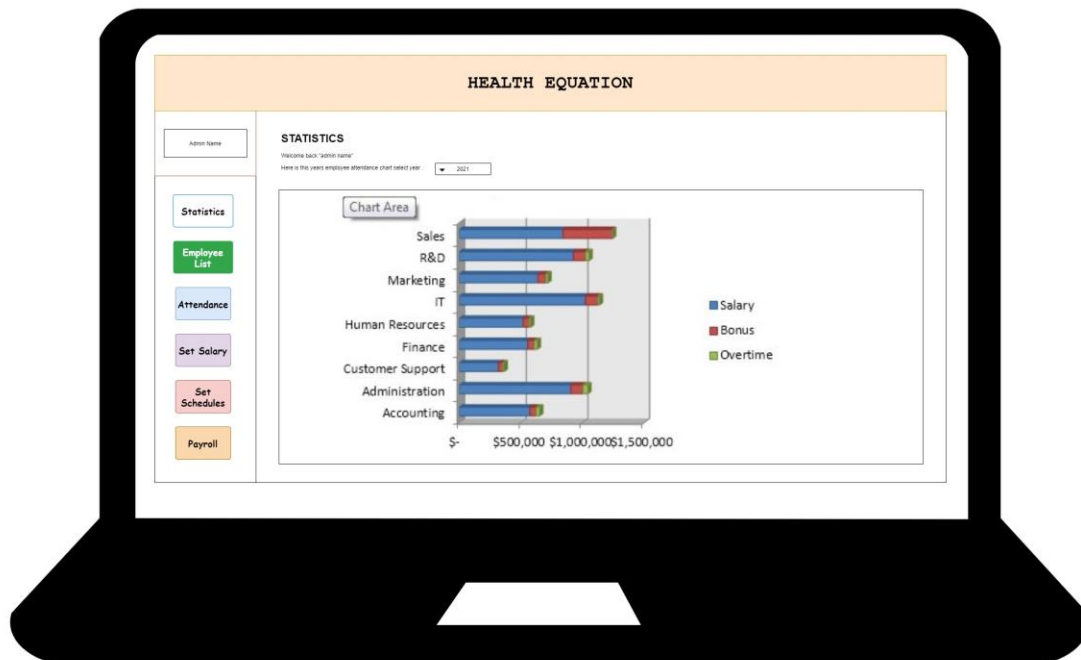 HEALTH EQUATION
Admin Name
STATISTICS
Welcome back "admin name"
Here is this years employee attendance chart select year
2021
Statistics
Employee
List
Attendance
Set Salary
Set
Schedules
Payroll
Chart Area
Sales
R&D
Marketing
IT
Human Resources
Finance
Customer Support
Administration
Accounting
$- $500,000 $1,000,000 $1,500,000
Salary
Bonus
Overtime